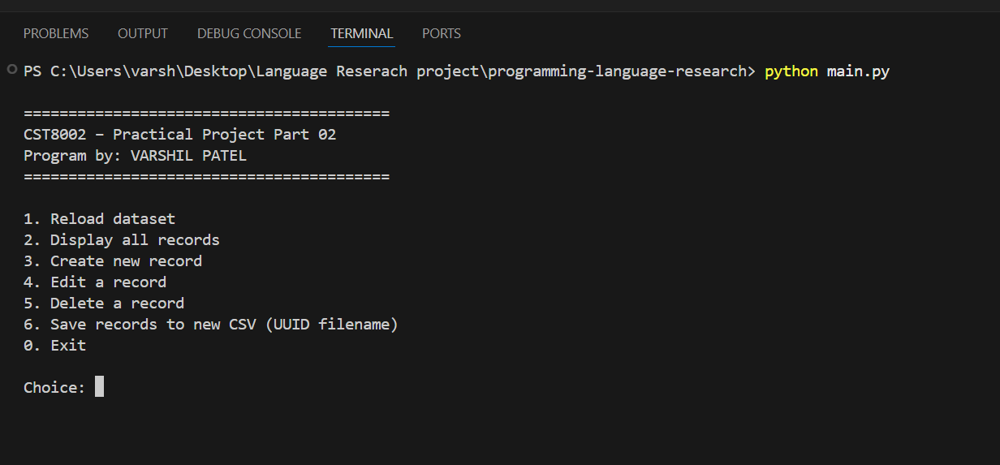 PROBLEMS OUTPUT DEBUG CONSOLE TERMINAL PORTS
PS C:\Users\varsh\Desktop\Language Reserach project\programming-language-research> python main.py
=========================================
CST8002 – Practical Project Part 02
Program by: VARSHIL PATEL
=========================================
1. Reload dataset
2. Display all records
3. Create new record
4. Edit a record
5. Delete a record
6. Save records to new CSV (UUID filename)
0. Exit
Choice: